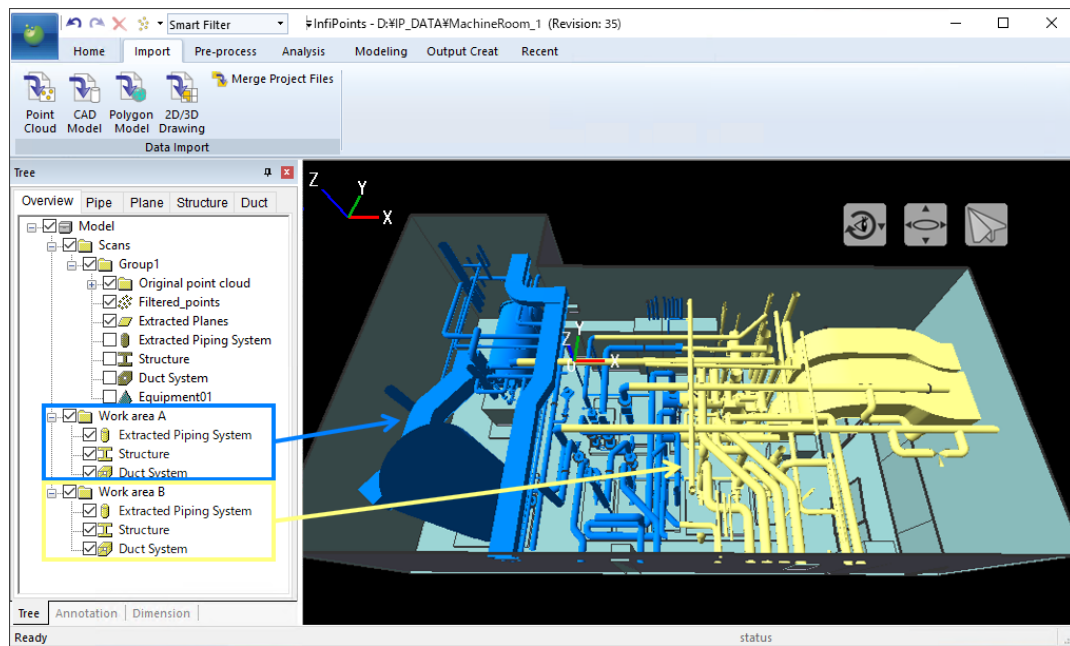 Smart Filter
InfiPoints - D:¥IP_DATA¥MachineRoom_1 (Revision: 35)
Home Import Pre-process Analysis Modeling Output Creat Recent
Merge Project Files
Point Cloud
CAD Model
Polygon Model
2D/3D Drawing
Data Import
Tree
Overview Pipe Plane Structure Duct
Model
Scans
Group1
Original point cloud
Filtered_points
Extracted Planes
Extracted Piping System
Structure
Duct System
Equipment01
Work area A
Extracted Piping System
Structure
Duct System
Work area B
Extracted Piping System
Structure
Duct System
Z Y X
Z Y X
Tree Annotation Dimension
Ready status